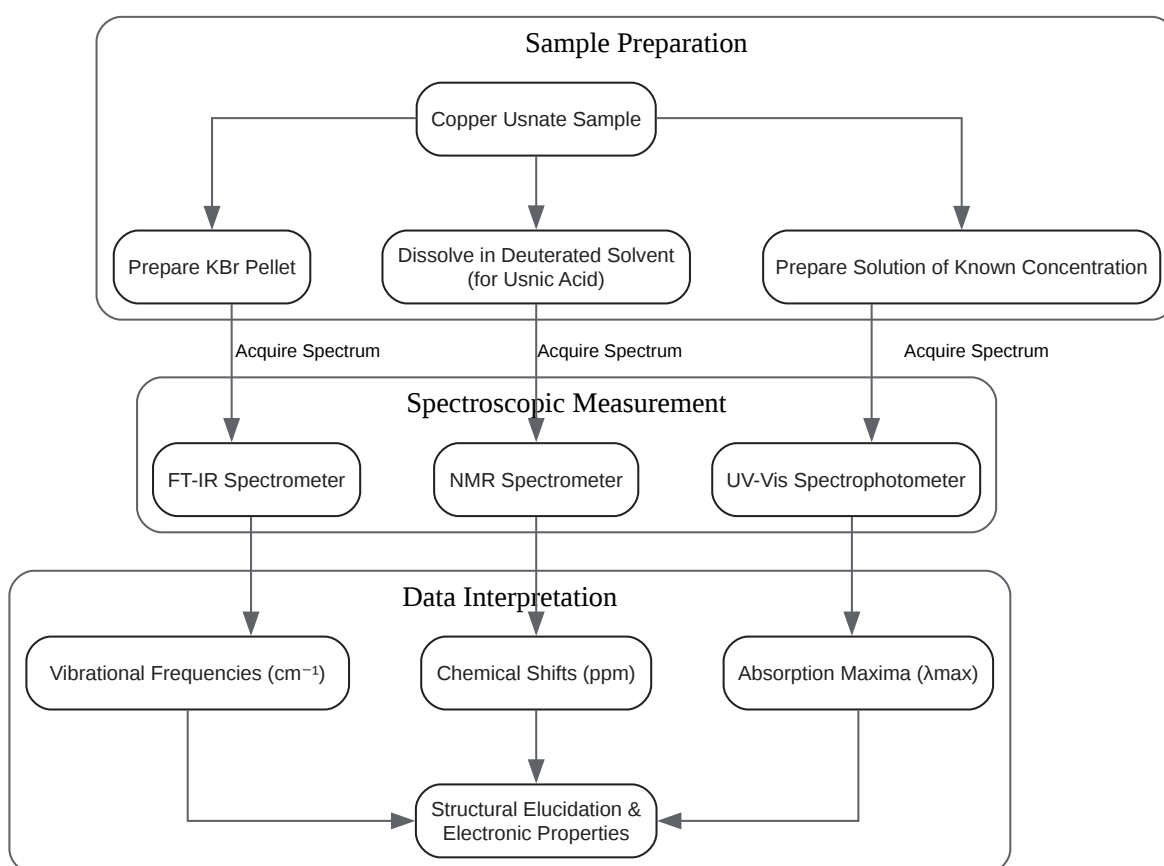 Sample Preparation
Copper Usnate Sample
Prepare KBr Pellet
Dissolve in Deuterated Solvent
(for Usnic Acid)
Prepare Solution of Known Concentration
Acquire Spectrum
Acquire Spectrum
Acquire Spectrum
Spectroscopic Measurement
FT-IR Spectrometer
NMR Spectrometer
UV-Vis Spectrophotometer
Data Interpretation
Vibrational Frequencies (cm⁻¹)
Chemical Shifts (ppm)
Absorption Maxima (λmax)
Structural Elucidation &
Electronic Properties